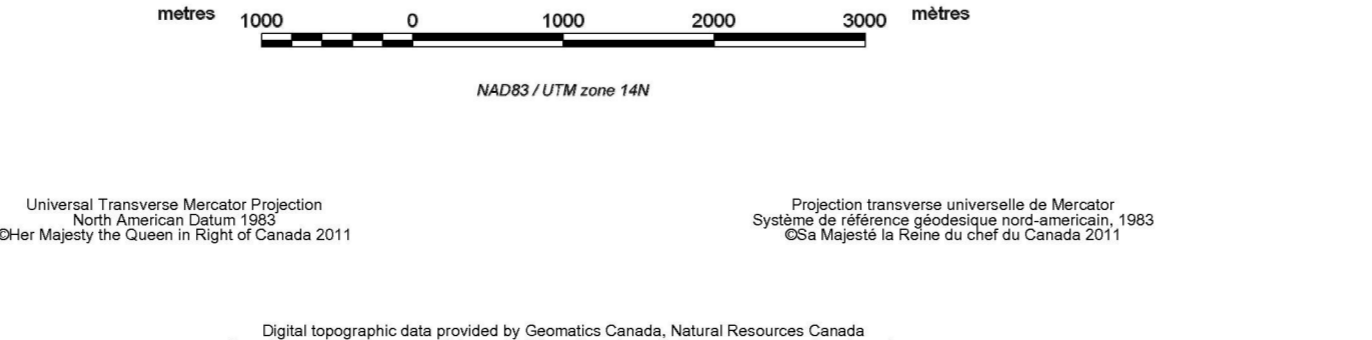 metres 1000 0 1000 2000 3000 mètres
NAD83 / UTM zone 14N
Universal Transverse Mercator Projection
North American Datum 1983
©Her Majesty the Queen in Right of Canada 2011
Projection transverse universelle de Mercator
Système de référence géodesique nord-americain, 1983
©Sa Majesté la Reine du chef du Canada 2011
Digital topographic data provided by Geomatics Canada, Natural Resources Canada